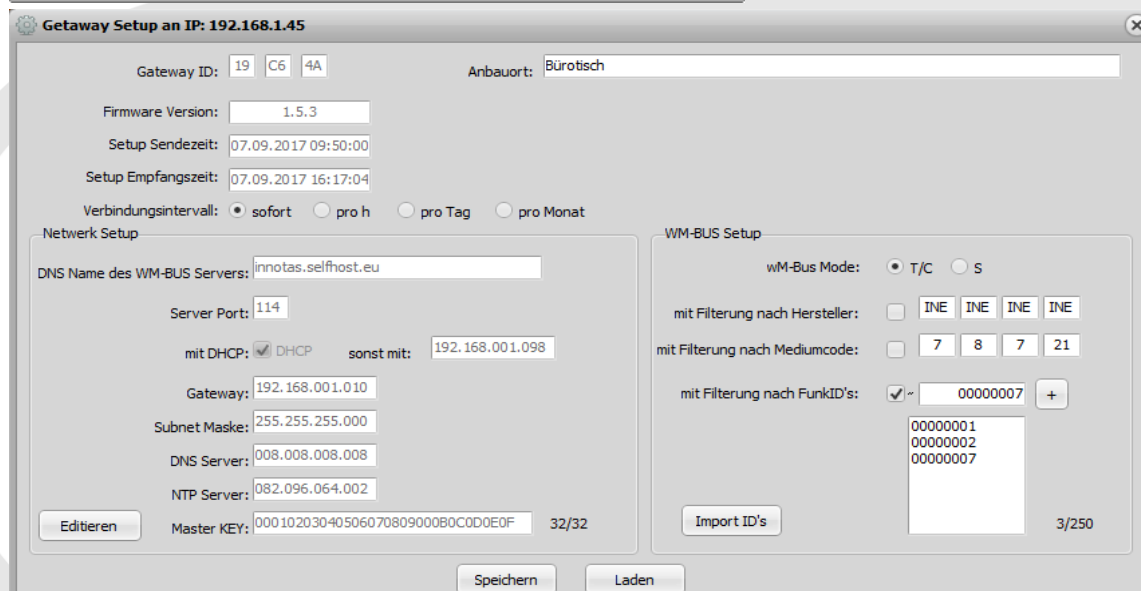 Getaway Setup an IP: 192.168.1.45
Gateway ID: 19 C6 4A Anbauort: Bürotisch
Firmware Version: 1.5.3
Setup Sendezeit: 07.09.2017 09:50:00
Setup Empfangszeit: 07.09.2017 16:17:04
Verbindungsintervall: sofort pro h pro Tag pro Monat
Netwerk Setup
DNS Name des WM-BUS Servers: innotas.selfhost.eu
Server Port: 114
mit DHCP: DHCP sonst mit: 192.168.001.098
Gateway: 192.168.001.010
Subnet Maske: 255.255.255.000
DNS Server: 008.008.008.008
NTP Server: 082.096.064.002
Editieren Master KEY: 00010203040506070809000B0C0D0E0F 32/32
WM-BUS Setup
wM-Bus Mode: T/C S
mit Filterung nach Hersteller: INE INE INE INE
mit Filterung nach Mediumcode: 7 8 7 21
mit Filterung nach FunkID's: ~ 00000007 +
00000001
00000002
00000007
Import ID's 3/250
Speichern Laden